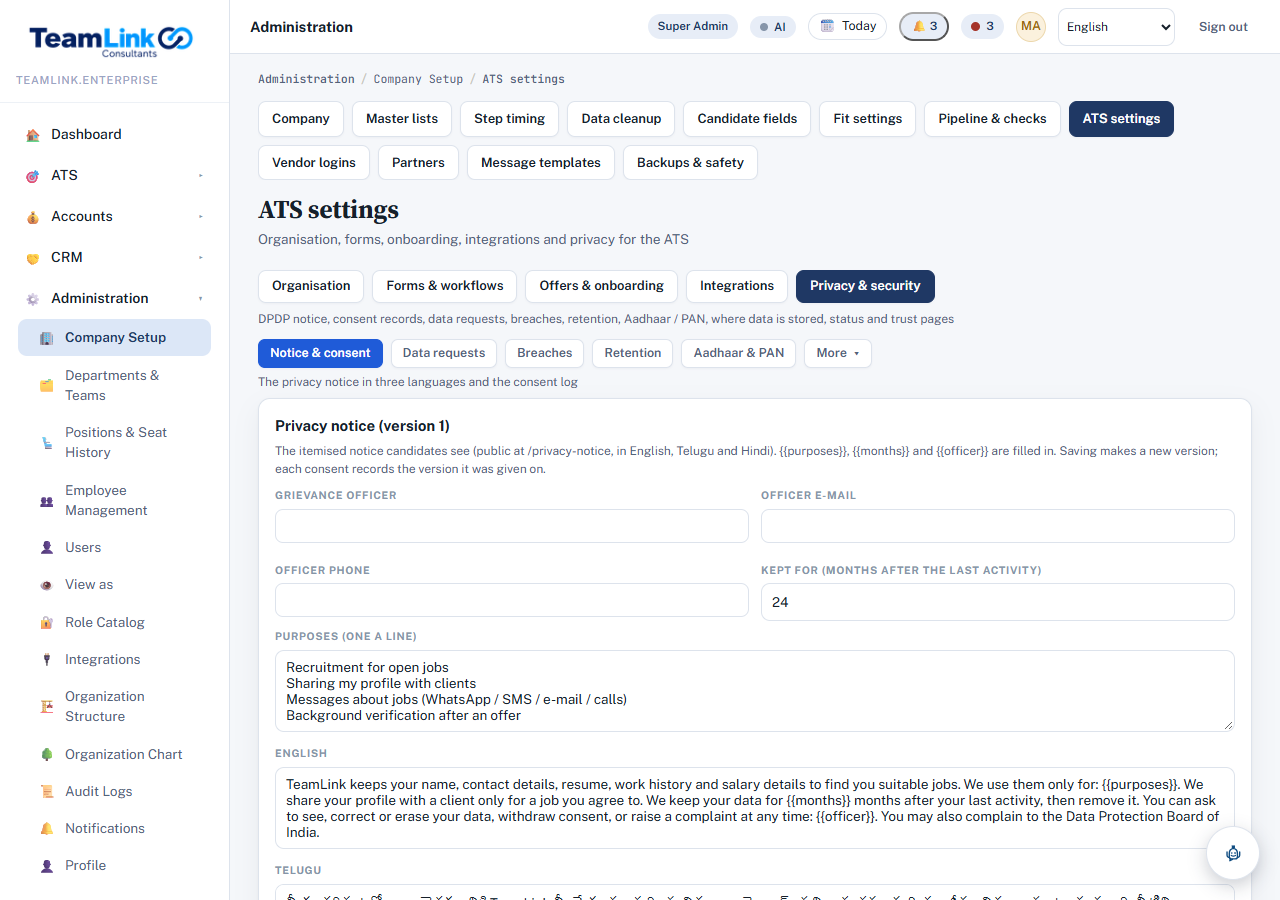 TeamLink
Consultants
TEAMLINK.ENTERPRISE
Dashboard
ATS
Accounts
CRM
Administration
Company Setup
Departments &
Teams
Positions & Seat
History
Employee
Management
Users
View as
Role Catalog
Integrations
Organization
Structure
Organization Chart
Audit Logs
Notifications
Profile
Administration
Super Admin
AI
Today
3
3
MA
English
Sign out
Administration / Company Setup / ATS settings
Company Master lists Step timing Data cleanup Candidate fields Fit settings Pipeline & checks ATS settings
Vendor logins Partners Message templates Backups & safety
ATS settings
Organisation, forms, onboarding, integrations and privacy for the ATS
Organisation Forms & workflows Offers & onboarding Integrations Privacy & security
DPDP notice, consent records, data requests, breaches, retention, Aadhaar / PAN, where data is stored, status and trust pages
Notice & consent Data requests Breaches Retention Aadhaar & PAN More
The privacy notice in three languages and the consent log
Privacy notice (version 1)
The itemised notice candidates see (public at /privacy-notice, in English, Telugu and Hindi). {{purposes}}, {{months}} and {{officer}} are filled in. Saving makes a new version;
each consent records the version it was given on.
GRIEVANCE OFFICER OFFICER E-MAIL
OFFICER PHONE KEPT FOR (MONTHS AFTER THE LAST ACTIVITY)
24
PURPOSES (ONE A LINE)
Recruitment for open jobs
Sharing my profile with clients
Messages about jobs (WhatsApp / SMS / e-mail / calls)
Background verification after an offer
ENGLISH
TeamLink keeps your name, contact details, resume, work history and salary details to find you suitable jobs. We use them only for: {{purposes}}. We
share your profile with a client only for a job you agree to. We keep your data for {{months}} months after your last activity, then remove it. You can ask
to see, correct or erase your data, withdraw consent, or raise a complaint at any time: {{officer}}. You may also complain to the Data Protection Board of
India.
TELUGU